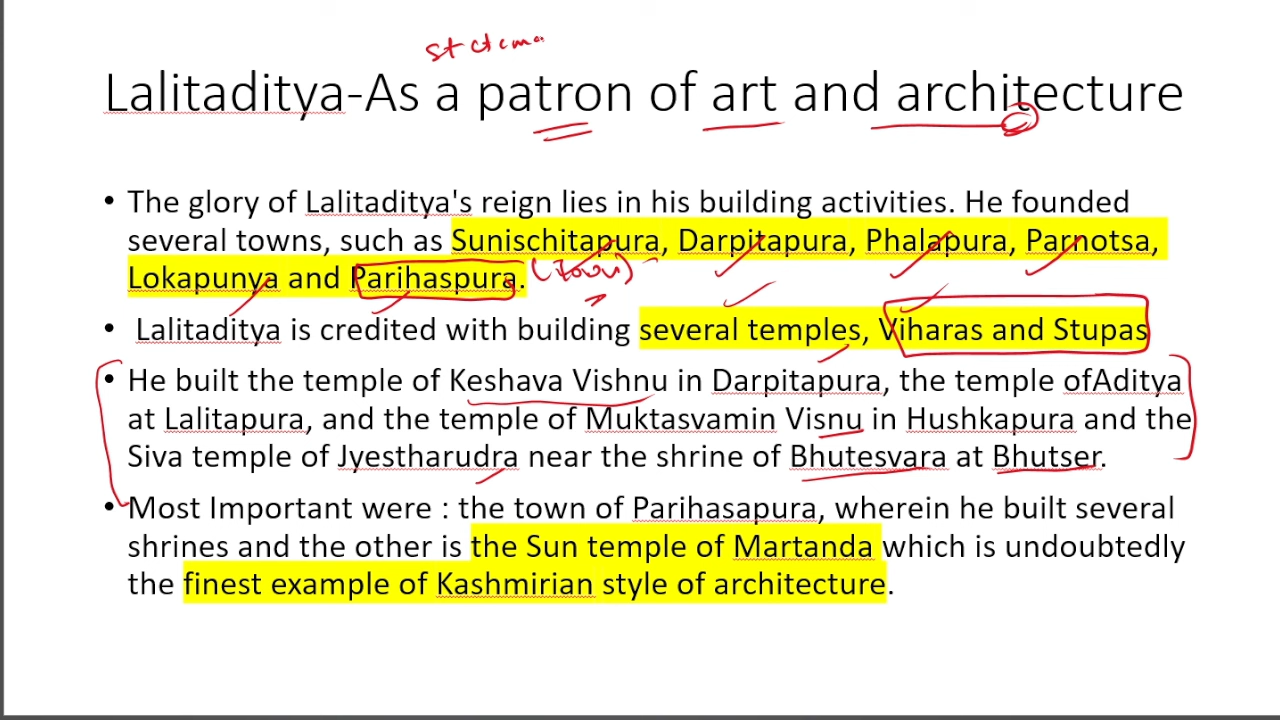 Lalitaditya-As a patron of art and architecture
• The glory of Lalitaditya's reign lies in his building activities. He founded
several towns, such as Sunischitapura, Darpitapura, Phalapura, Parnotsa,
Lokapunya and Parihaspura. (Town)
• Lalitaditya is credited with building several temples, Viharas and Stupas
• He built the temple of Keshava Vishnu in Darpitapura, the temple ofAditya
at Lalitapura, and the temple of Muktasvamin Visnu in Hushkapura and the
Siva temple of Jyestharudra near the shrine of Bhutesvara at Bhutser.
• Most Important were : the town of Parihasapura, wherein he built several
shrines and the other is the Sun temple of Martanda which is undoubtedly
the finest example of Kashmirian style of architecture.